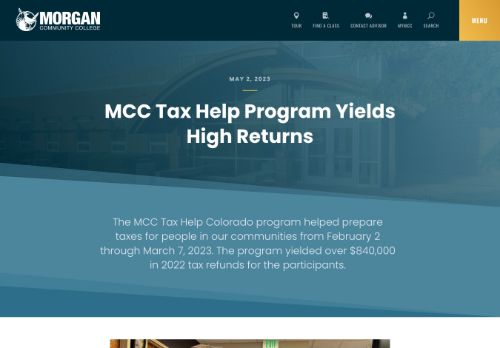 MORGAN
COMMUNITY COLLEGE
TOUR
FIND A CLASS
CONTACT ADVISOR
MYMCC
SEARCH
MENU
MAY 2, 2023
MCC Tax Help Program Yields
High Returns
The MCC Tax Help Colorado program helped prepare
taxes for people in our communities from February 2
through March 7, 2023. The program yielded over $840,000
in 2022 tax refunds for the participants.